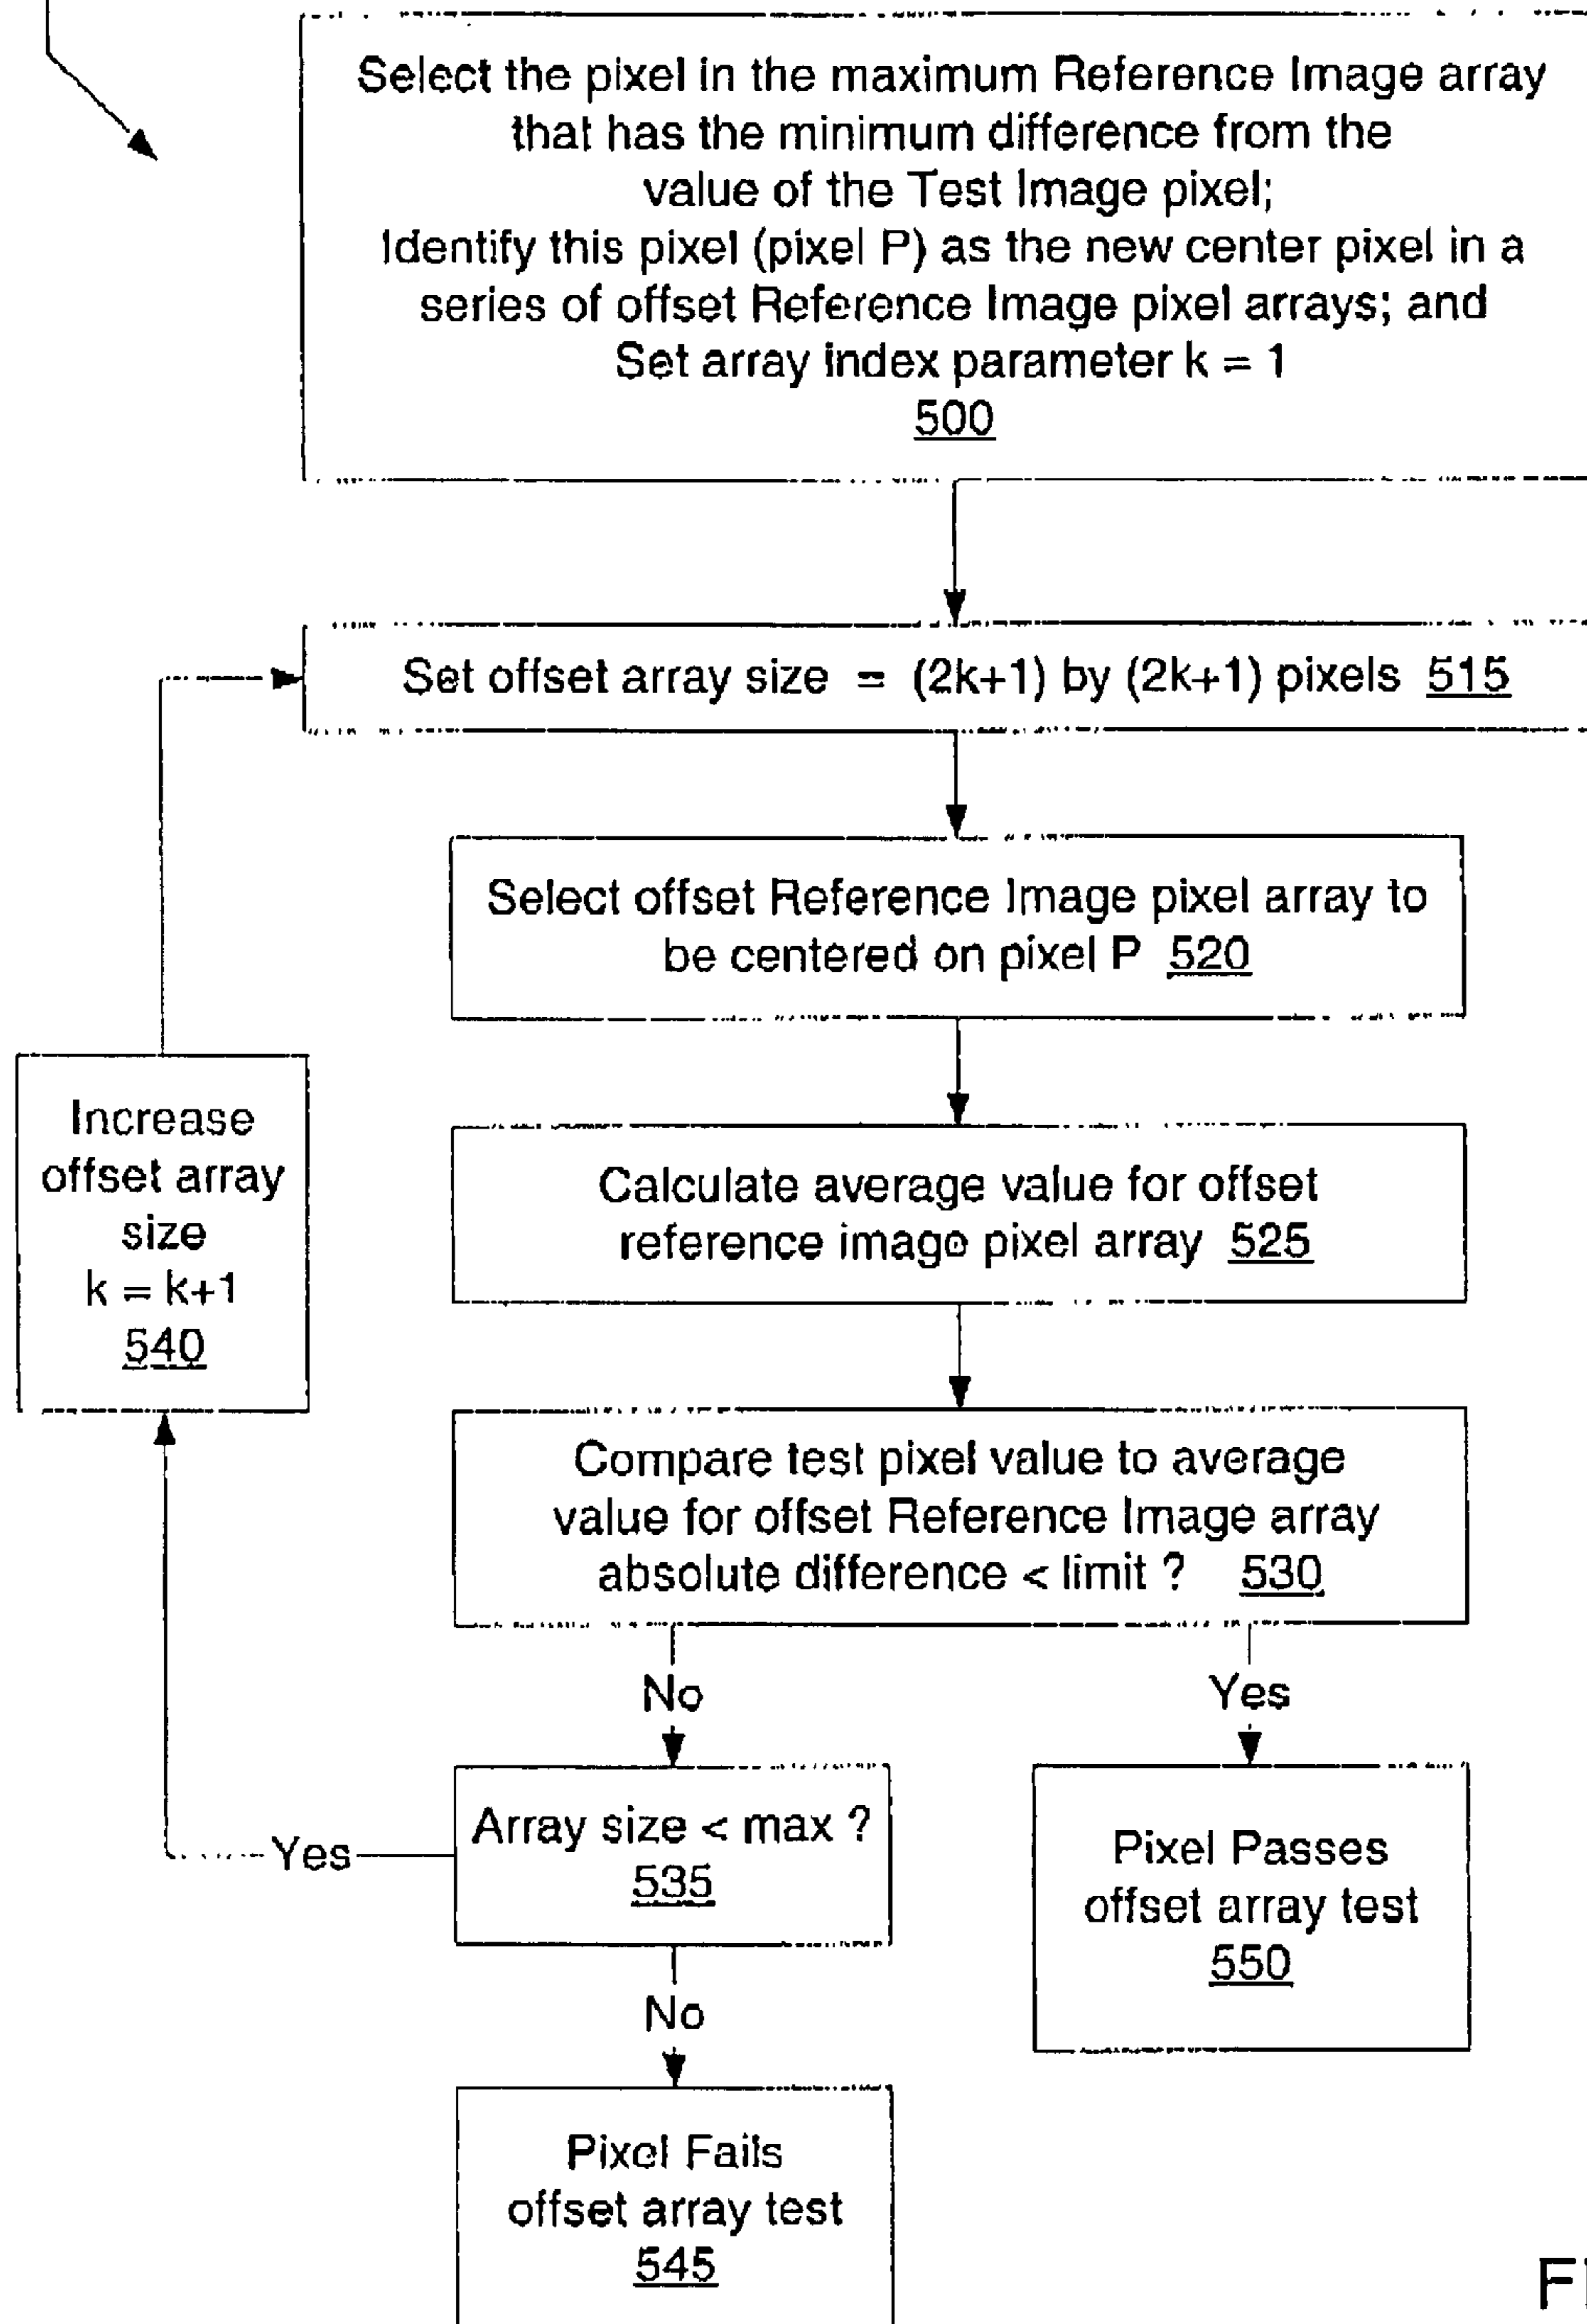 Select the pixel in the maximum Reference Image array
that has the minimum difference from the
value of the Test Image pixel;
Identify this pixel (pixel P) as the new center pixel in a
series of offset Reference Image pixel arrays; and
Set array index parameter k = 1
500
Set offset array size = (2k+1) by (2k+1) pixels 515
Select offset Reference Image pixel array to
be centered on pixel P 520
Increase
offset array
size
k = k+1
540
Calculate average value for offset
reference image pixel array 525
Compare test pixel value to average
value for offset Reference Image array
absolute difference < limit ? 530
No
Yes
Array size < max ?
535
Yes
Pixel Passes
offset array test
550
No
Pixel Fails
offset array test
545